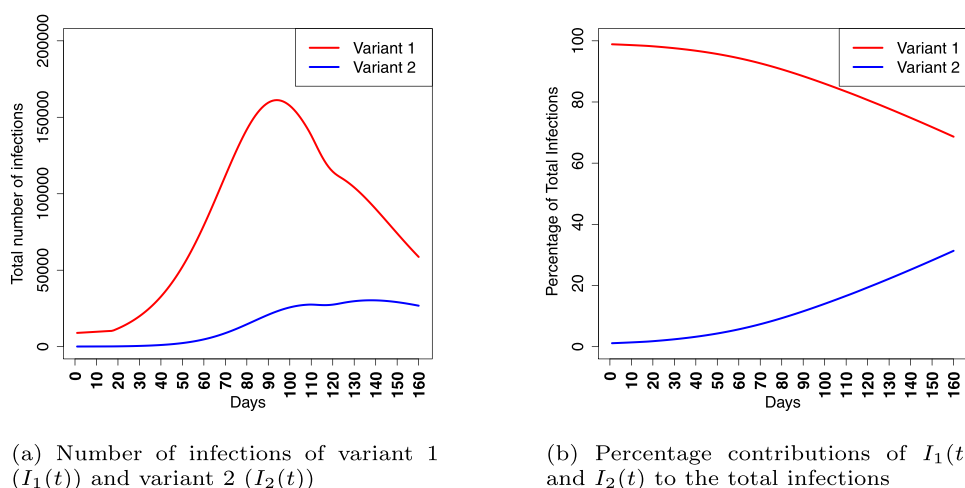 Variant 1
Variant 2
Total number of infections
0
50000
100000
150000
200000
0 10 20 30 40 50 60 70 80 90 100 110 120 130 140 150 160
Days
(a) Number of infections of variant 1
(I₁(t)) and variant 2 (I₂(t))
Variant 1
Variant 2
Percentage of Total Infections
0
20
40
60
80
100
0 10 20 30 40 50 60 70 80 90 100 110 120 130 140 150 160
Days
(b) Percentage contributions of I₁(t
and I₂(t) to the total infections